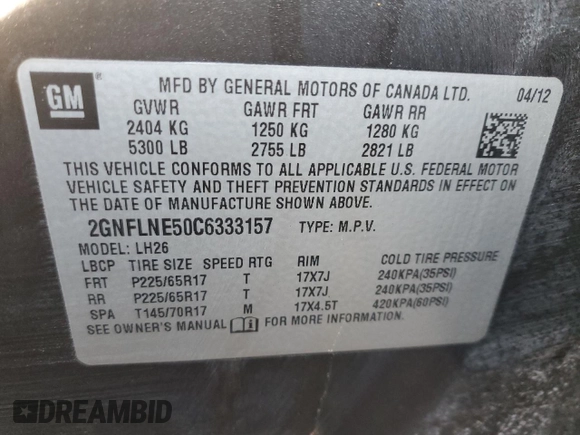 GM ®
MFD BY GENERAL MOTORS OF CANADA LTD. 04/12
GVWR GAWR FRT GAWR RR
2404 KG 1250 KG 1280 KG
5300 LB 2755 LB 2821 LB
THIS VEHICLE CONFORMS TO ALL APPLICABLE U.S. FEDERAL MOTOR
VEHICLE SAFETY AND THEFT PREVENTION STANDARDS IN EFFECT ON
THE DATE OF MANUFACTURE SHOWN ABOVE.
2GNFLNE50C6333157 TYPE: M.P.V.
MODEL: LH26
LBCP TIRE SIZE SPEED RTG RIM COLD TIRE PRESSURE
FRT P225/65R17 T 17X7J 240KPA(35PSI)
RR P225/65R17 T 17X7J 240KPA(35PSI)
SPA T145/70R17 M 17X4.5T 420KPA(60PSI)
SEE OWNER'S MANUAL FOR MORE INFORMATION.
DREAMBID